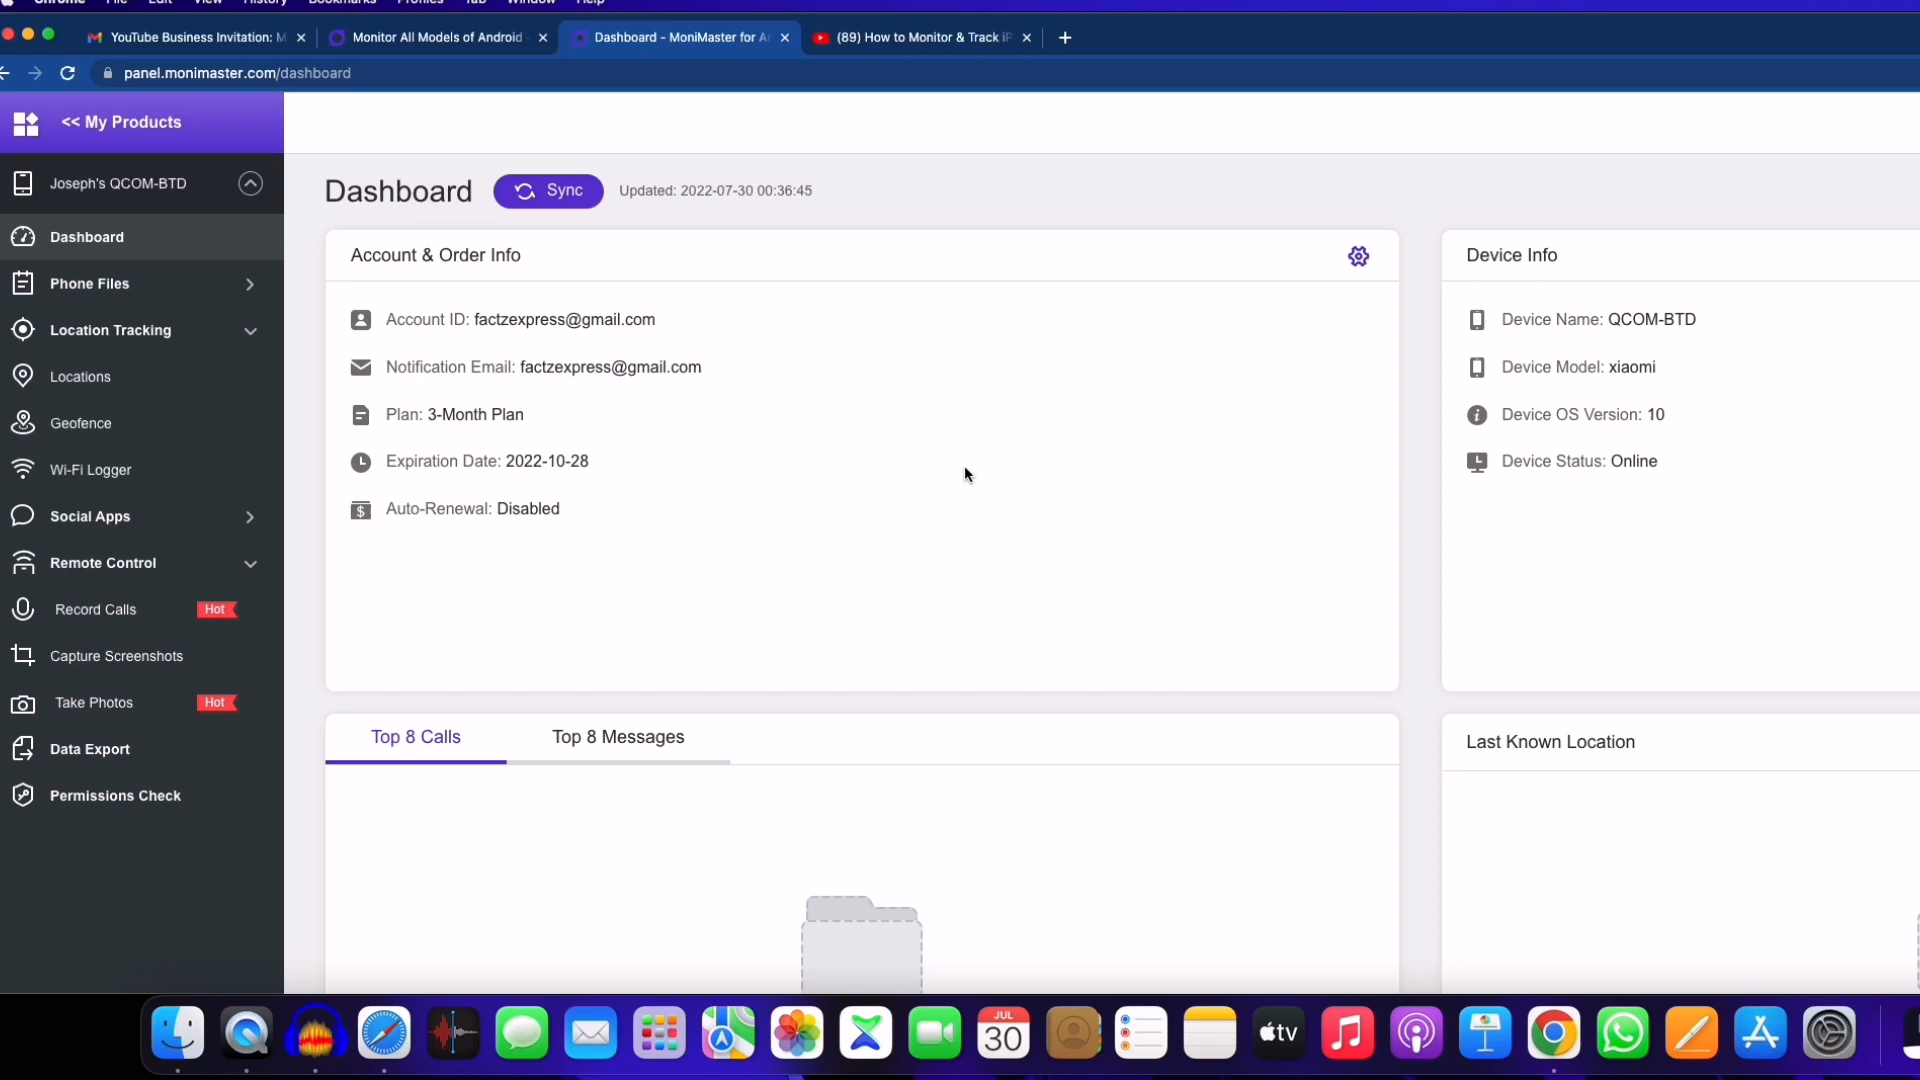 Chrome File Edit View History Bookmarks Profiles Tab Window Help
YouTube Business Invitation: M
Monitor All Models of Android
Dashboard - MoniMaster for A
(89) How to Monitor & Track iP
panel.monimaster.com/dashboard
<< My Products
Joseph's QCOM-BTD
Dashboard
Phone Files
Location Tracking
Locations
Geofence
Wi-Fi Logger
Social Apps
Remote Control
Record Calls Hot
Capture Screenshots
Take Photos Hot
Data Export
Permissions Check
Dashboard
Sync
Updated: 2022-07-30 00:36:45
Account & Order Info
Account ID: factzexpress@gmail.com
Notification Email: factzexpress@gmail.com
Plan: 3-Month Plan
Expiration Date: 2022-10-28
Auto-Renewal: Disabled
Device Info
Device Name: QCOM-BTD
Device Model: xiaomi
Device OS Version: 10
Device Status: Online
Top 8 Calls
Top 8 Messages
Last Known Location
JUL
30
tv